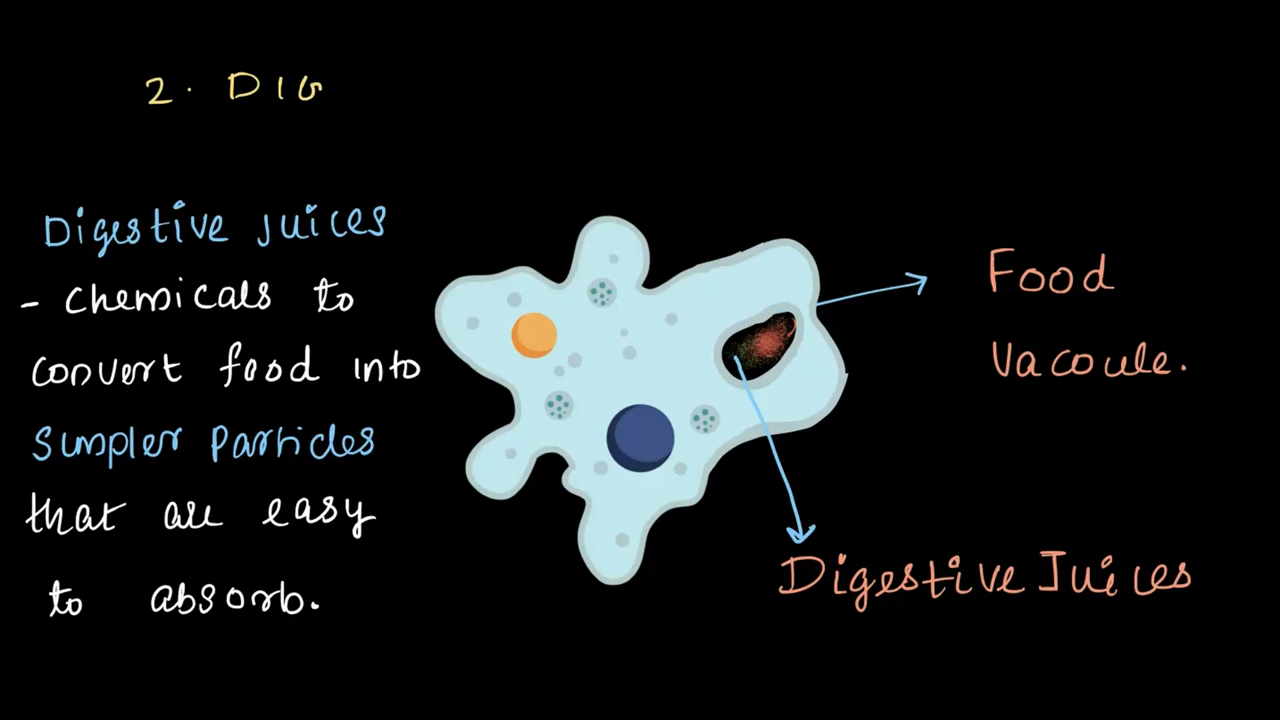 2. DIG
Digestive Juices
- Chemicals to
convert food into
Simpler Particles
that are easy
to absorb.
Food
Vacoule.
Digestive Juices